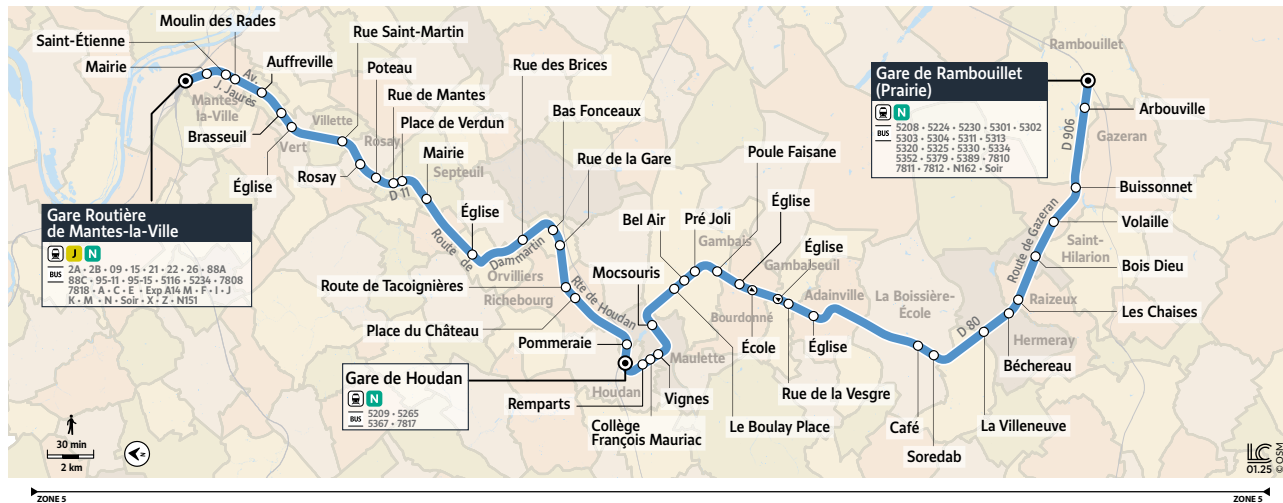 Moulin des Rades
Saint-Étienne
Mairie
Auffreville
Rue Saint-Martin
Poteau
Rue de Mantes
Place de Verdun
Mairie
Brasseuil
Église
Rosay
Église
Rue des Brices
Bas Fonceaux
Rue de la Gare
Route de Tacoignières
Place du Château
Pommeraie
Remparts
Collège
François Mauriac
Vignes
Mocsouris
Le Boulay Place
Bel Air
Pré Joli
Poule Faisane
Église
École
Église
Rue de la Vesgre
Église
Café
Soredab
La Villeneuve
Béchereau
Les Chaises
Bois Dieu
Volaille
Buissonnet
Arbouville
Gare Routière
de Mantes-la-Ville
J N
BUS
2A • 2B • 09 • 15 • 21 • 22 • 26 • 88A
88C • 95-11 • 95-15 • 5116 • 5234 • 7808
7818 • A • C • E • Exp A14 M • F • I • J
K • M • N • Soir • X • Z • N151
Gare de Houdan
N
BUS
5209 • 5265
5367 • 7817
Gare de Rambouillet
(Prairie)
N
BUS
5208 • 5224 • 5230 • 5301 • 5302
5303 • 5304 • 5311 • 5313
5320 • 5325 • 5330 • 5334
5352 • 5379 • 5389 • 7810
7811 • 7812 • N162 • Soir
Mantes-
la-Ville
Av.
J. Jaurès
Vert
Villette
Rosay
D 11
Septeuil
Route de
Dammartin
Orvilliers
Richebourg
Rte de Houdan
Houdan
Maulette
Gambais
Bourdonné
Gambaiseuil
Adainville
La Boissière-
École
D 80
Hermeray
Raizeux
Route de Gazeran
Saint-
Hilarion
Gazeran
D 906
Rambouillet
30 min
2 km
N
LC
01.25
© OSM
ZONE 5
ZONE 5